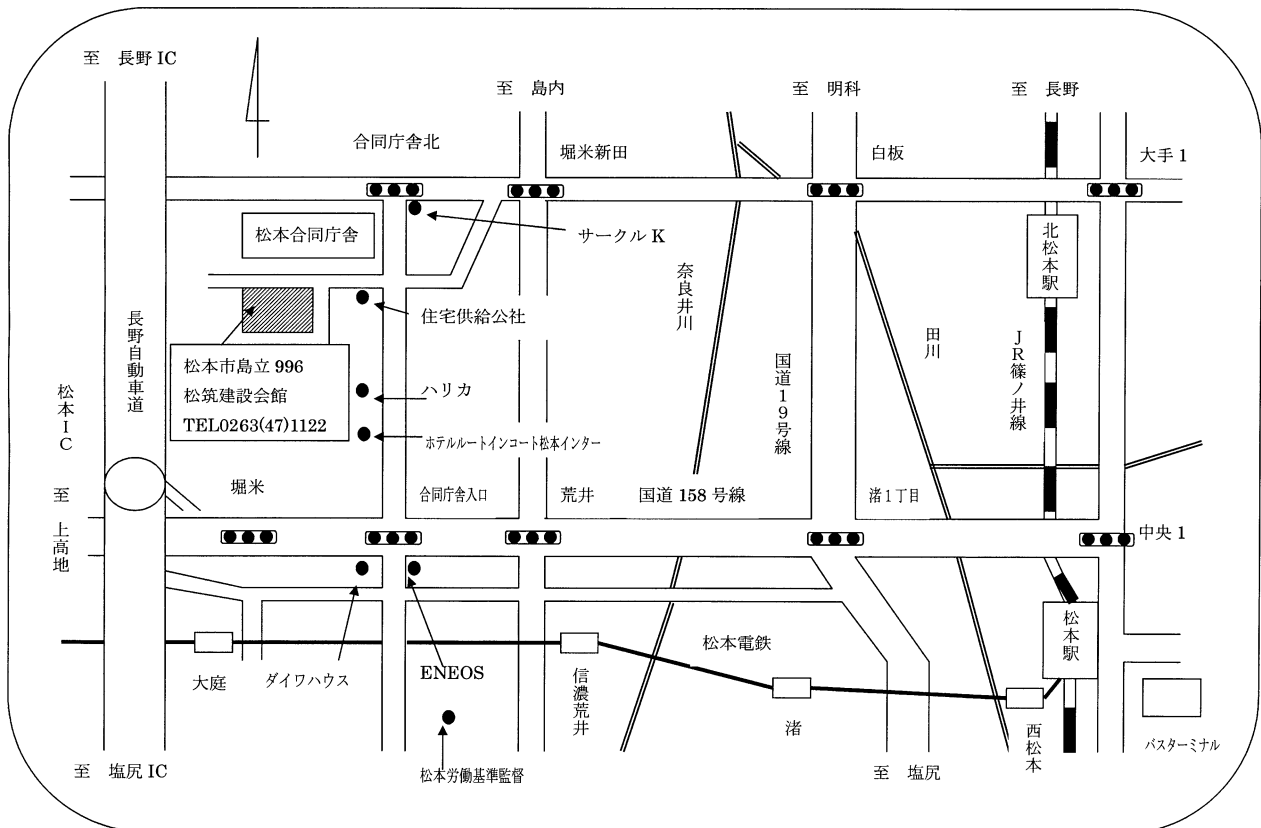 至 長野 IC
至 島内
至 明科
至 長野
合同庁舎北
堀米新田
白板
大手 1
松本合同庁舎
サークル K
北松本駅
奈良井川
住宅供給公社
長野自動車道
田川
JR篠ノ井線
国道19号線
松本市島立 996
松筑建設会館
TEL0263(47)1122
ハリカ
ホテルルートインコート松本インター
松本IC
至 上高地
堀米
合同庁舎入口
荒井
国道 158 号線
渚1丁目
中央 1
松本電鉄
松本駅
大庭
ダイワハウス
ENEOS
信濃荒井
渚
西松本
バスターミナル
至 塩尻 IC
松本労働基準監督
至 塩尻